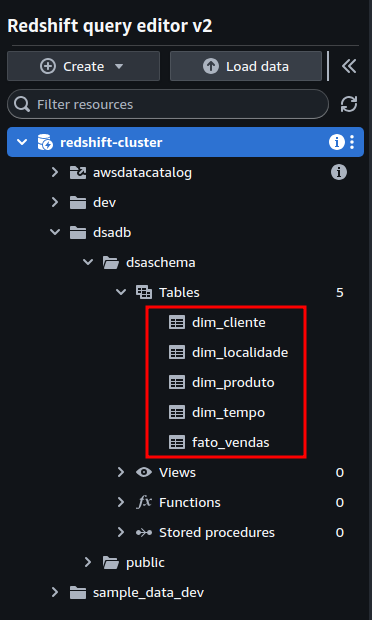 Redshift query editor v2
Create
Load data
Filter resources
redshift-cluster
awsdatacatalog
dev
dsadb
dsaschema
Tables 5
dim_cliente
dim_localidade
dim_produto
dim_tempo
fato_vendas
Views 0
fx Functions 0
Stored procedures 0
public
sample_data_dev